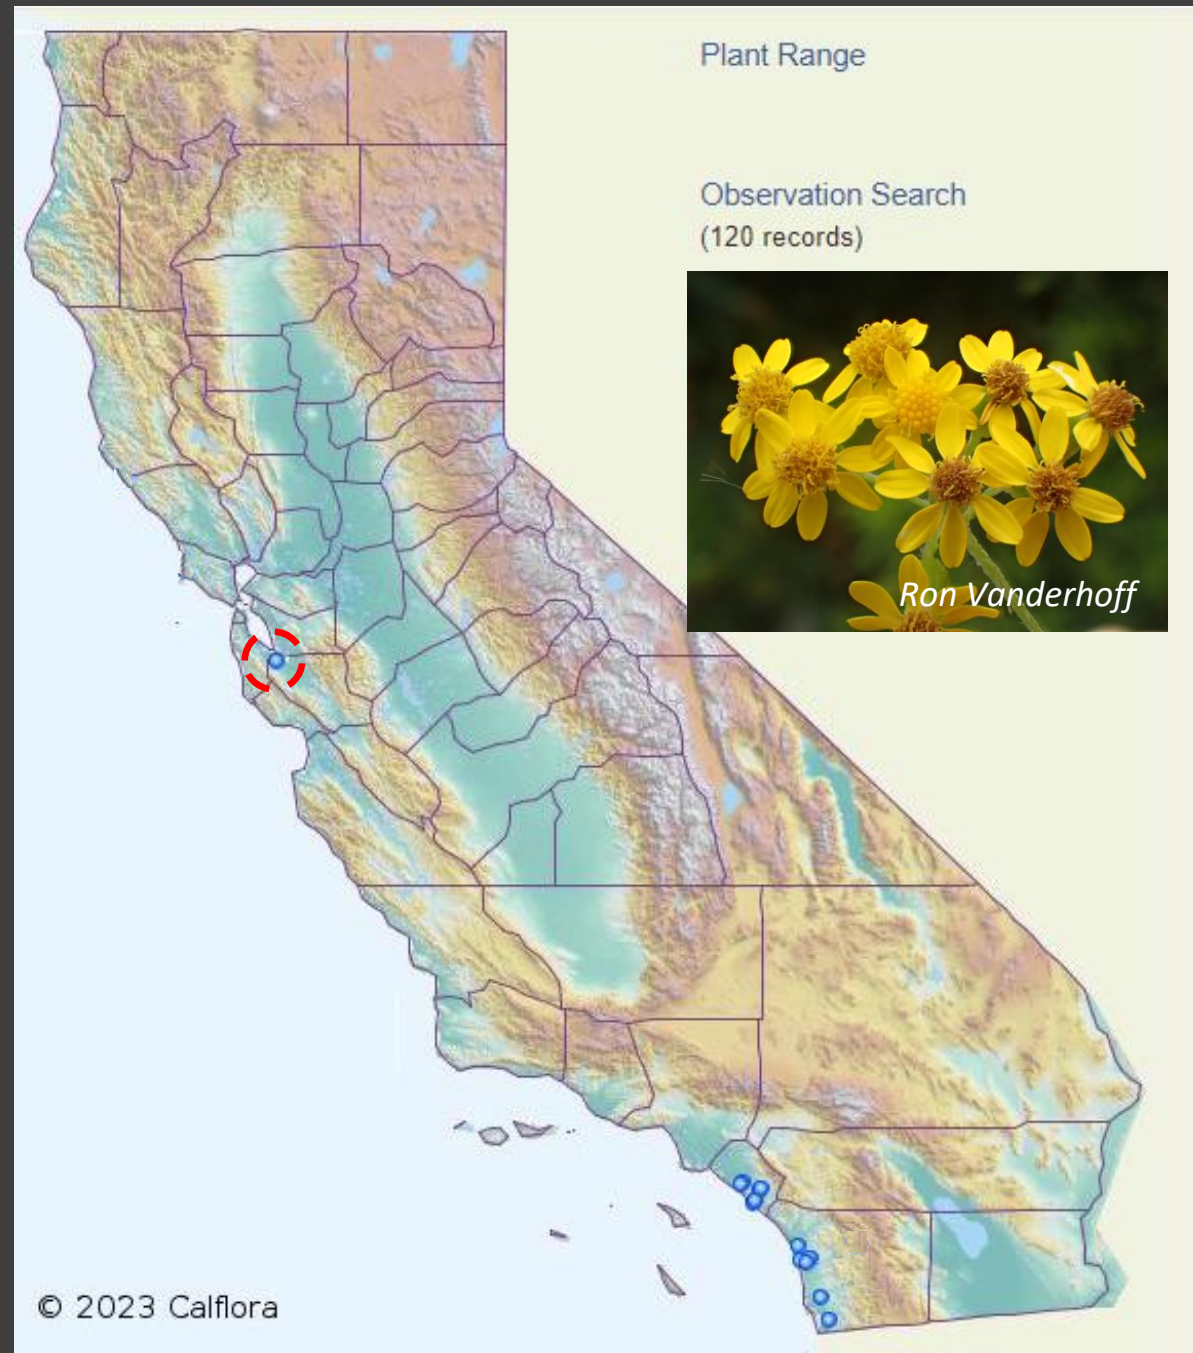 Plant Range
Observation Search
(120 records)
Ron Vanderhoff
© 2023 Calflora